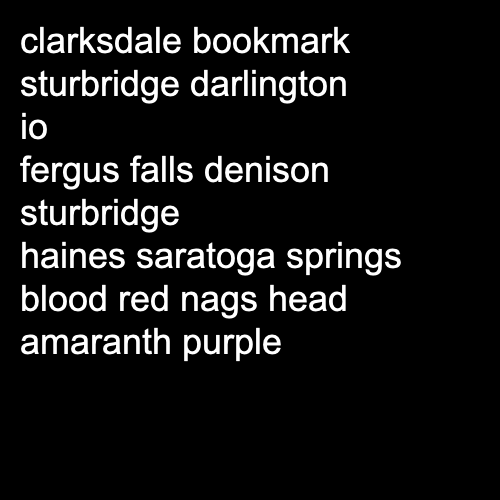 clarksdale bookmark
sturbridge darlington
io
fergus falls denison
sturbridge
haines saratoga springs
blood red nags head
amaranth purple